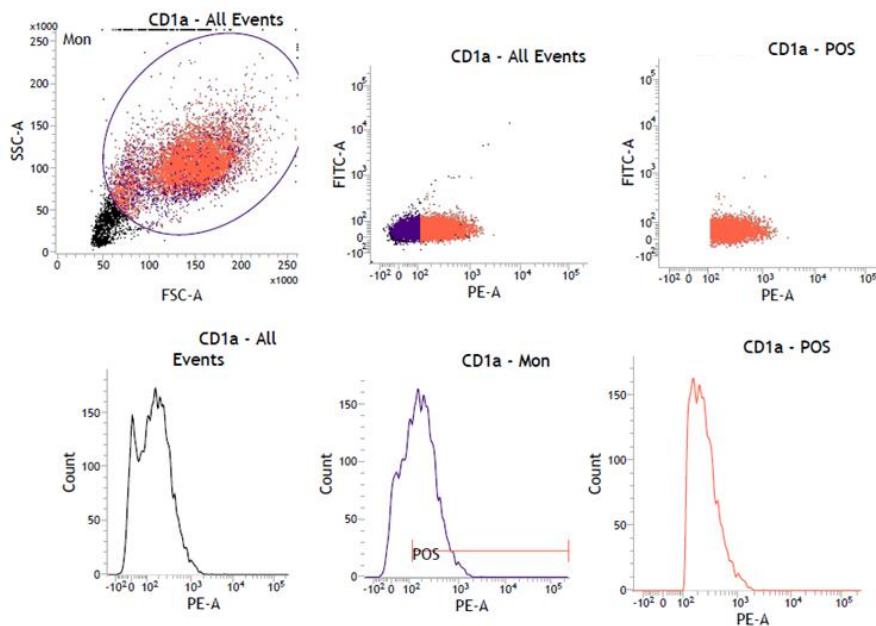 CD1a - All Events
x1000
Mon
250
200
150
100
50
0
SSC-A
0 50 100 150 200 250
x1000
FSC-A
CD1a - All Events
10^5
10^4
10^3
10^2
0
-10^2
FITC-A
-10^2 0 10^2 10^3 10^4 10^5
PE-A
CD1a - POS
10^5
10^4
10^3
10^2
0
-10^2
FITC-A
-10^2 0 10^2 10^3 10^4 10^5
PE-A
CD1a - All
Events
150
100
50
0
Count
-10^2 10^2 10^3 10^4 10^5
PE-A
CD1a - Mon
150
100
50
0
Count
POS
-10^2 0 10^2 10^3 10^4 10^5
PE-A
CD1a - POS
150
100
50
0
Count
-10^2 0 10^2 10^3 10^4 10^5
PE-A